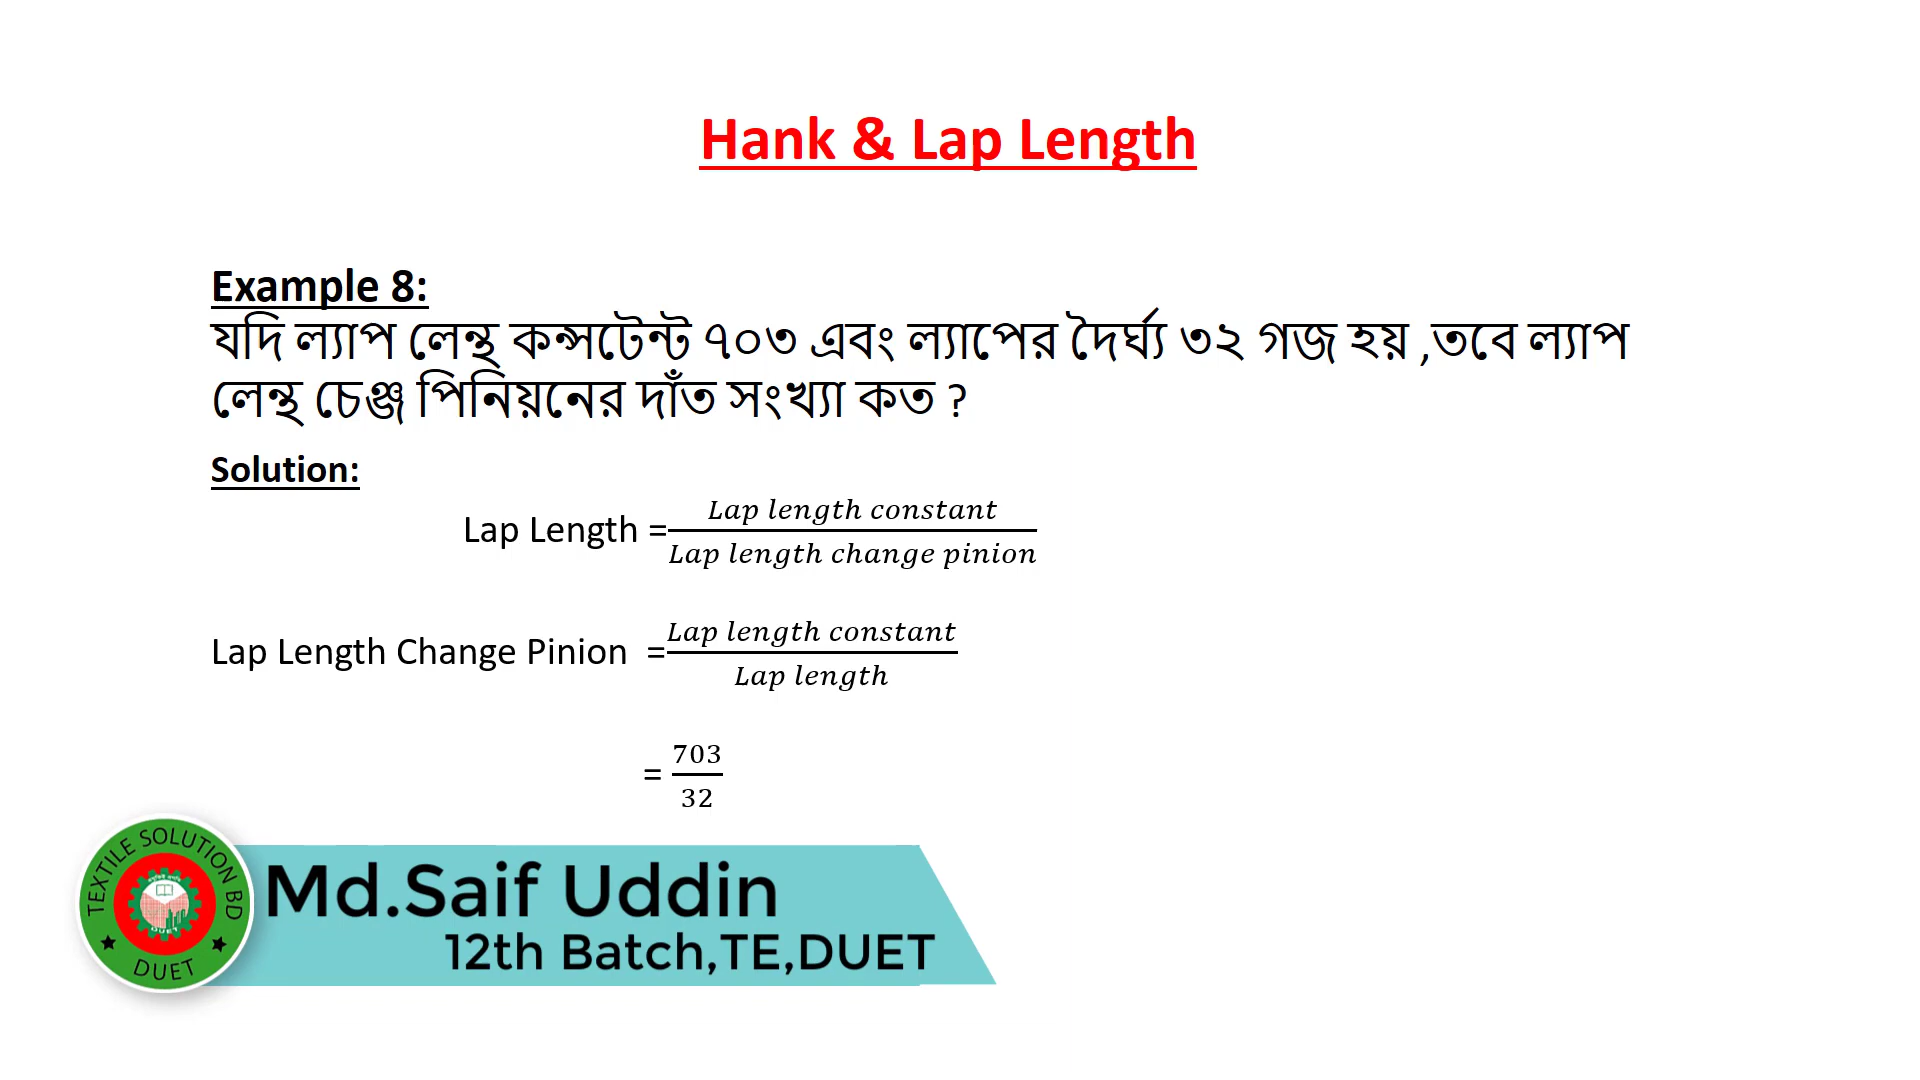 Hank & Lap Length
Example 8:
যদি ল্যাপ লেন্থ কন্সটেন্ট ৭০৩ এবং ল্যাপের দৈর্ঘ্য ৩২ গজ হয় ,তবে ল্যাপ
লেন্থ চেঞ্জ পিনিয়নের দাঁত সংখ্যা কত ?
Solution:
Lap Length = Lap length constant / Lap length change pinion
Lap Length Change Pinion = Lap length constant / Lap length
= 703 / 32
TEXTILE SOLUTION BD
DUET
Md.Saif Uddin
12th Batch,TE,DUET